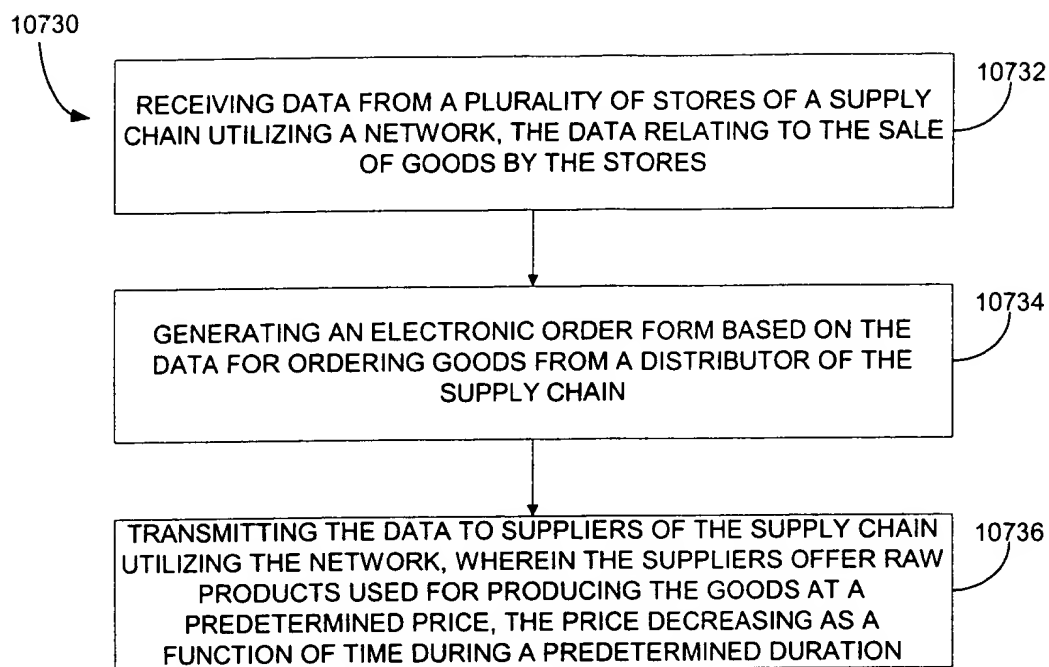 10730
10732
RECEIVING DATA FROM A PLURALITY OF STORES OF A SUPPLY
CHAIN UTILIZING A NETWORK, THE DATA RELATING TO THE SALE
OF GOODS BY THE STORES
10734
GENERATING AN ELECTRONIC ORDER FORM BASED ON THE
DATA FOR ORDERING GOODS FROM A DISTRIBUTOR OF THE
SUPPLY CHAIN
10736
TRANSMITTING THE DATA TO SUPPLIERS OF THE SUPPLY CHAIN
UTILIZING THE NETWORK, WHEREIN THE SUPPLIERS OFFER RAW
PRODUCTS USED FOR PRODUCING THE GOODS AT A
PREDETERMINED PRICE, THE PRICE DECREASING AS A
FUNCTION OF TIME DURING A PREDETERMINED DURATION